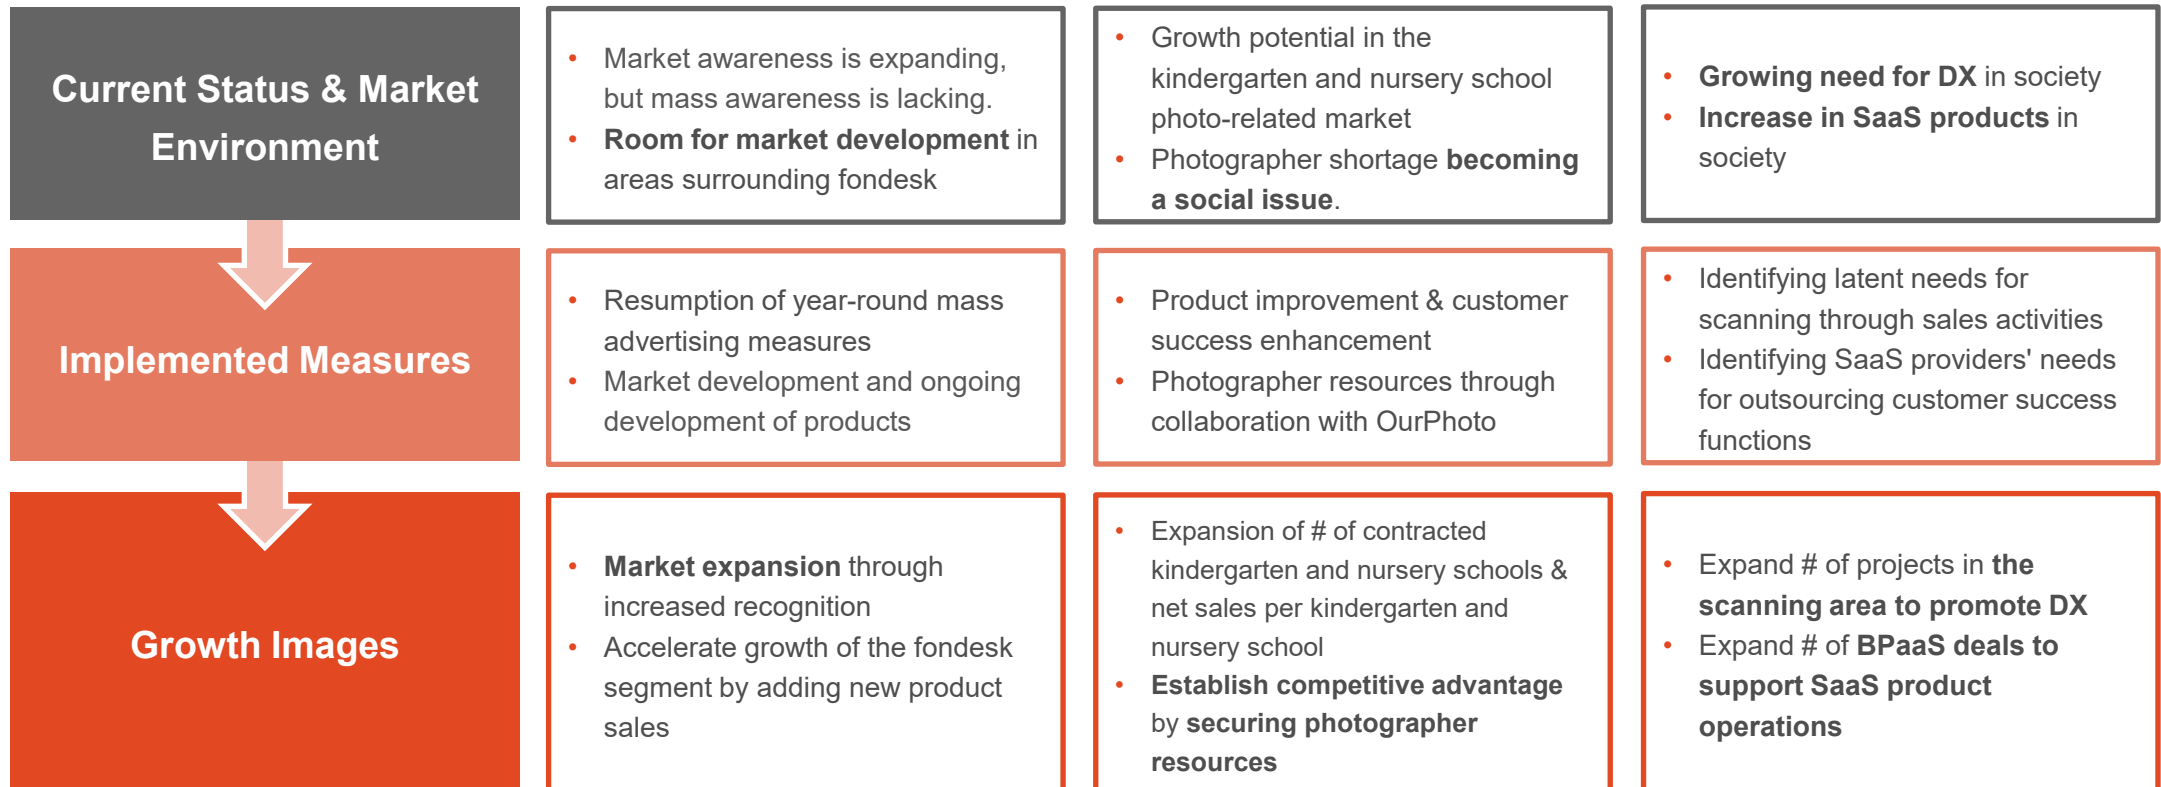 Current Status & Market
Environment
• Market awareness is expanding,
but mass awareness is lacking.
• Room for market development in
areas surrounding fondesk
• Growth potential in the
kindergarten and nursery school
photo-related market
• Photographer shortage becoming
a social issue.
• Growing need for DX in society
• Increase in SaaS products in
society
Implemented Measures
• Resumption of year-round mass
advertising measures
• Market development and ongoing
development of products
• Product improvement & customer
success enhancement
• Photographer resources through
collaboration with OurPhoto
• Identifying latent needs for
scanning through sales activities
• Identifying SaaS providers' needs
for outsourcing customer success
functions
Growth Images
• Market expansion through
increased recognition
• Accelerate growth of the fondesk
segment by adding new product
sales
• Expansion of # of contracted
kindergarten and nursery schools &
net sales per kindergarten and
nursery school
• Establish competitive advantage
by securing photographer
resources
• Expand # of projects in the
scanning area to promote DX
• Expand # of BPaaS deals to
support SaaS product
operations